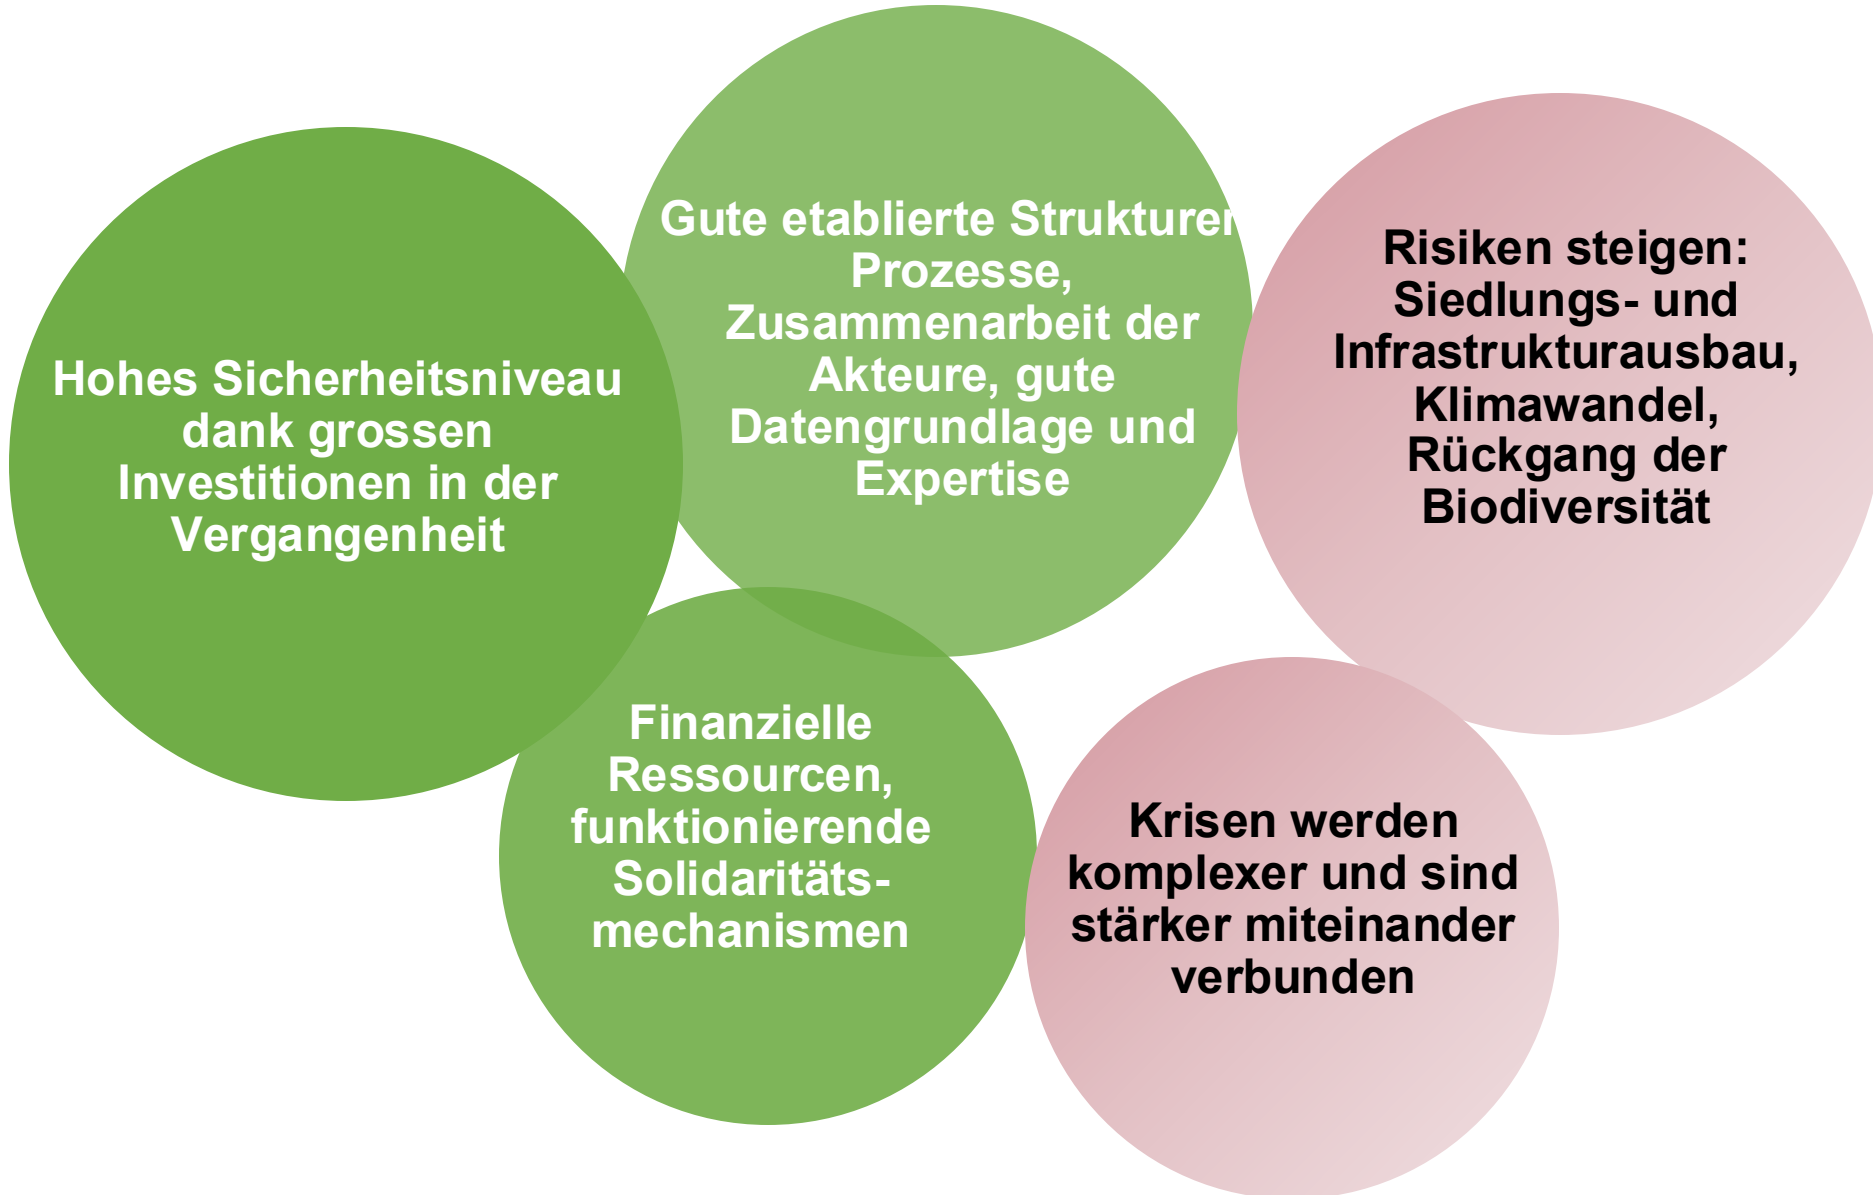 Hohes Sicherheitsniveau
dank grossen
Investitionen in der
Vergangenheit
Gute etablierte Strukturen
Prozesse,
Zusammenarbeit der
Akteure, gute
Datengrundlage und
Expertise
Risiken steigen:
Siedlungs- und
Infrastrukturausbau,
Klimawandel,
Rückgang der
Biodiversität
Finanzielle
Ressourcen,
funktionierende
Solidaritäts-
mechanismen
Krisen werden
komplexer und sind
stärker miteinander
verbunden